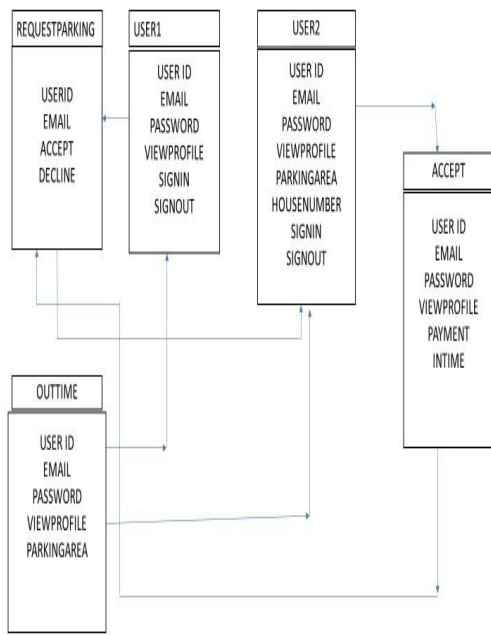 REQUESTPARKING
USERID
EMAIL
ACCEPT
DECLINE
USER1
USER ID
EMAIL
PASSWORD
VIEWPROFILE
SIGNIN
SIGNOUT
USER2
USER ID
EMAIL
PASSWORD
VIEWPROFILE
PARKINGAREA
HOUSENUMBER
SIGNIN
SIGNOUT
ACCEPT
USER ID
EMAIL
PASSWORD
VIEWPROFILE
PAYMENT
INTIME
OUTTIME
USER ID
EMAIL
PASSWORD
VIEWPROFILE
PARKINGAREA